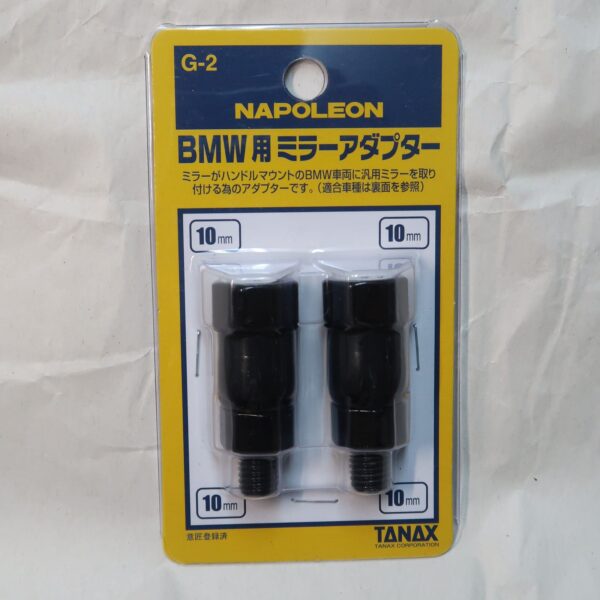 G-2
NAPOLEON
BMW用ミラーアダプター
ミラーがハンドルマウントのBMW車両に汎用ミラーを取り
付ける為のアダプターです。(適合車種は裏面を参照)
10mm
10mm
10mm
10mm
意匠登録済
TANAX
TANAX CORPORATION